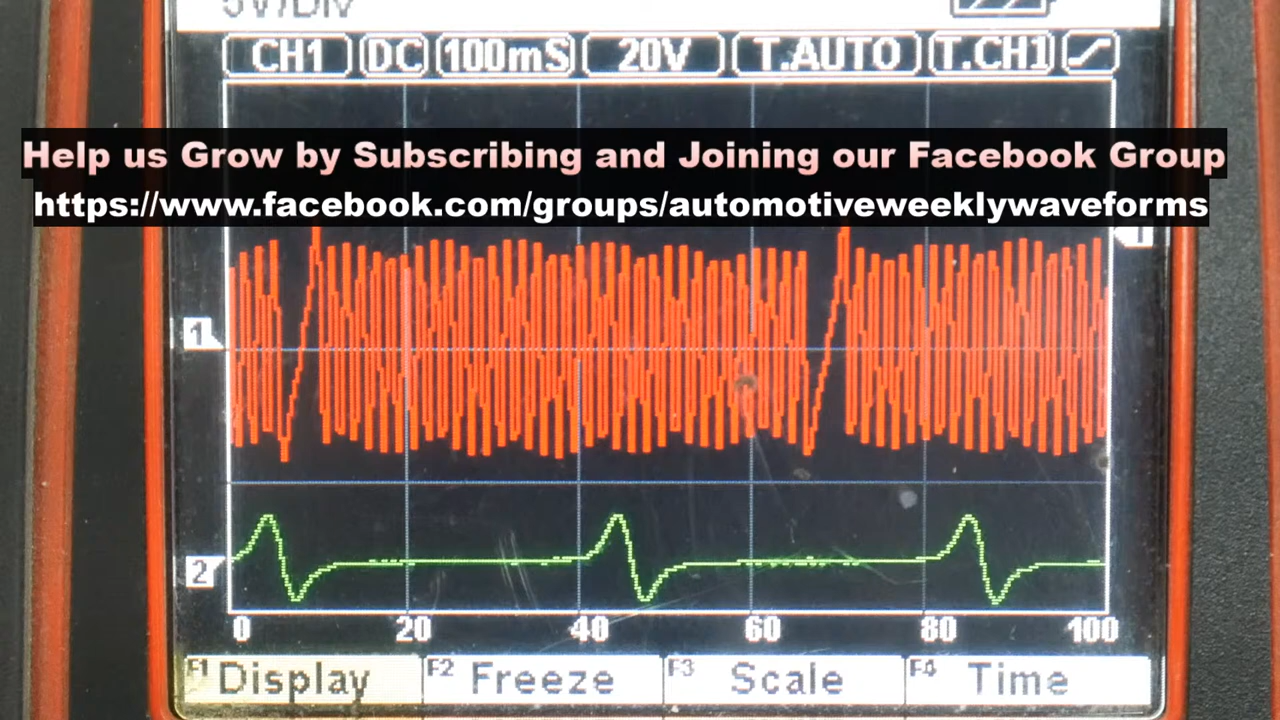 5V/Div
CH1 DC 100mS 20V T.AUTO T.CH1
Help us Grow by Subscribing and Joining our Facebook Group
https://www.facebook.com/groups/automotiveweeklywaveforms
1
1
2
0 20 40 60 80 100
F1 Display F2 Freeze F3 Scale F4 Time